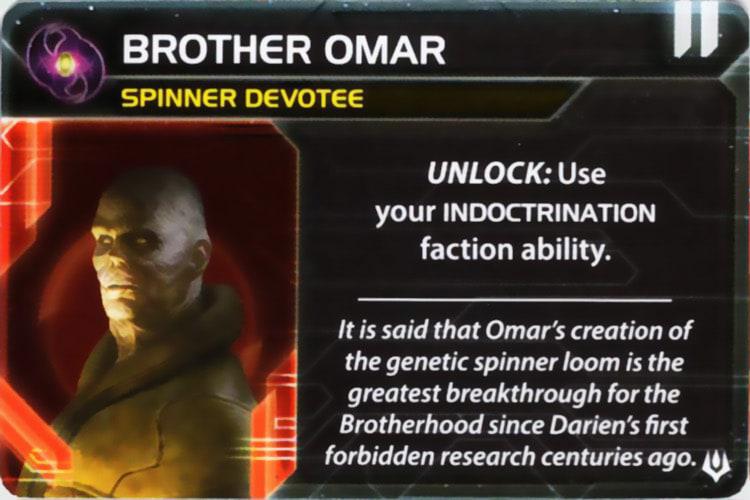 BROTHER OMAR
SPINNER DEVOTEE
UNLOCK: Use
your INDOCTRINATION
faction ability.
It is said that Omar's creation of
the genetic spinner loom is the
greatest breakthrough for the
Brotherhood since Darien's first
forbidden research centuries ago.